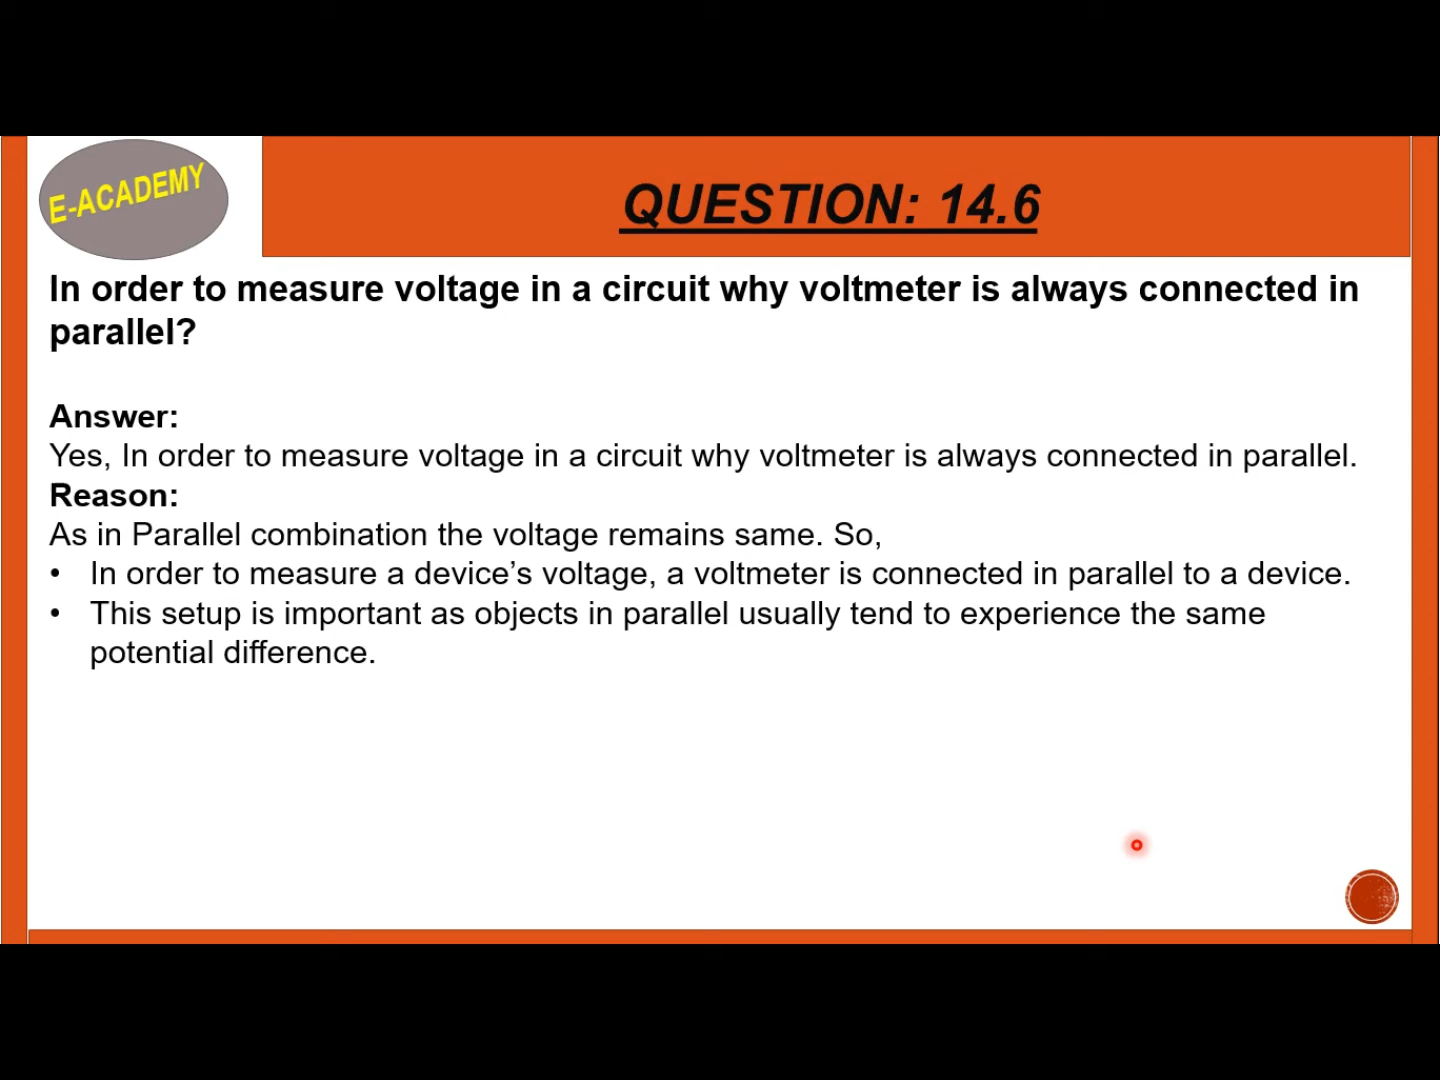 E-ACADEMY
QUESTION: 14.6
In order to measure voltage in a circuit why voltmeter is always connected in
parallel?
Answer:
Yes, In order to measure voltage in a circuit why voltmeter is always connected in parallel.
Reason:
As in Parallel combination the voltage remains same. So,
• In order to measure a device’s voltage, a voltmeter is connected in parallel to a device.
• This setup is important as objects in parallel usually tend to experience the same
potential difference.